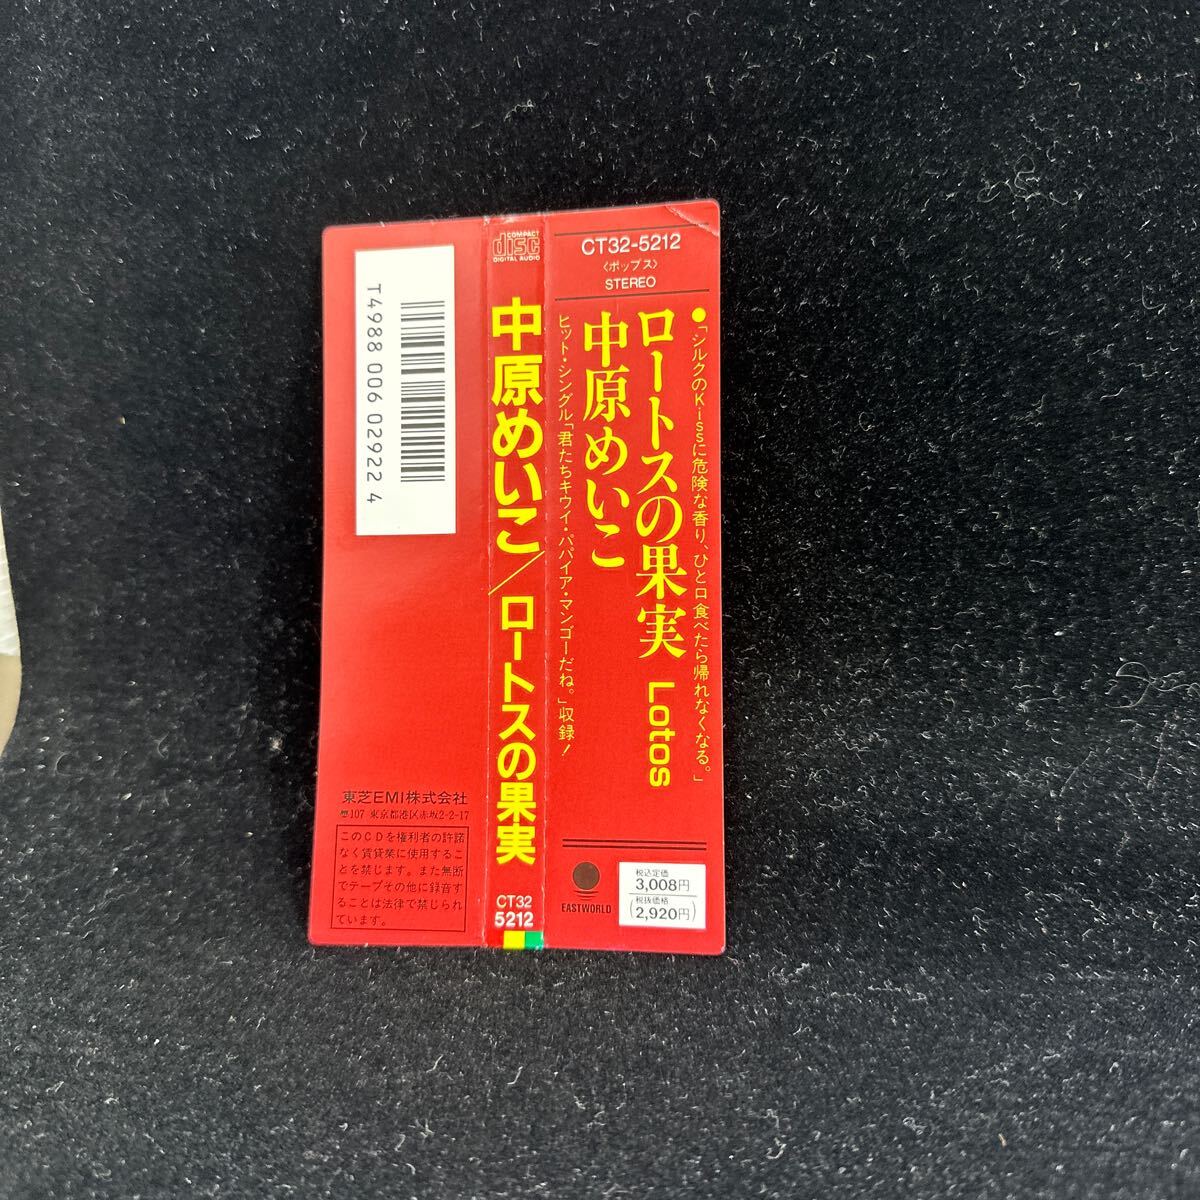 CT32-5212
〈ポップス〉
STEREO
●「シルクのKissに危険な香り、ひと口食べたら帰れなくなる。」
ロートスの果実 Lotos
中原めいこ
ヒット・シングル「君たちキウイ・パパイア・マンゴーだね。」収録！
EASTWORLD
税込定価
3,008円
税抜価格
(2,920円)
COMPACT
disc
DIGITAL AUDIO
中原めいこ／ロートスの果実
CT32
5212
T4988 006 02922 4
東芝EMI株式会社
〠107 東京都港区赤坂2-2-17
このCDを権利者の許諾
なく賃貸業に使用するこ
とを禁じます。また無断
でテープその他に録音す
ることは法律で禁じられ
ています。